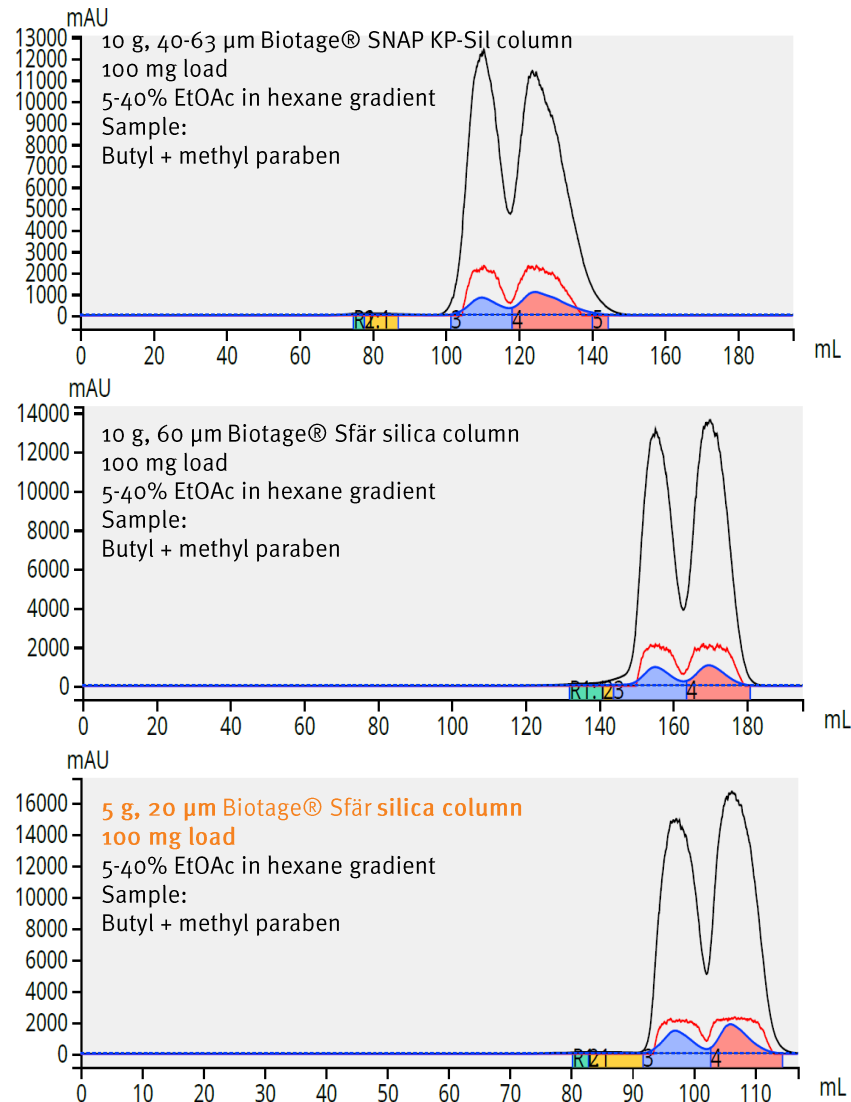 mAU
13000
10 g, 40-63 µm Biotage® SNAP KP-Sil column
12000
100 mg load
11000
5-40% EtOAc in hexane gradient
10000
Sample:
9000
8000
Butyl + methyl paraben
7000
6000
5000
4000
3000
2000
1000
0
3 4 5
0 20 40 60 80 100 120 140 160 180 mL
mAU
14000
10 g, 60 µm Biotage® Sfär silica column
12000
100 mg load
10000
5-40% EtOAc in hexane gradient
Sample:
8000
Butyl + methyl paraben
6000
4000
2000
0
2 3 4
0 20 40 60 80 100 120 140 160 180 mL
mAU
16000
5 g, 20 µm Biotage® Sfär silica column
14000
100 mg load
12000
5-40% EtOAc in hexane gradient
10000
Sample:
8000
Butyl + methyl paraben
6000
4000
2000
0
3 4
0 10 20 30 40 50 60 70 80 90 100 110 mL